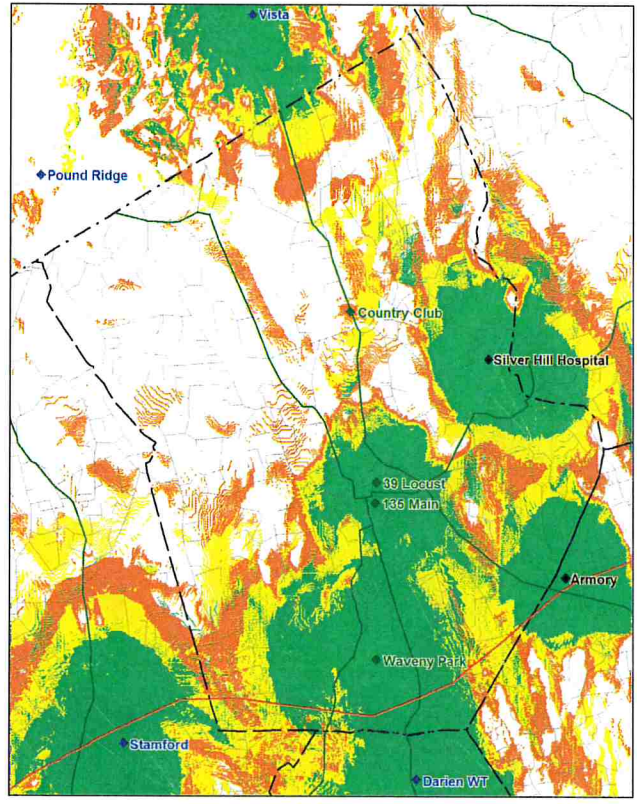 Vista
Pound Ridge
Country Club
Silver Hill Hospital
39 Locust
136 Main
Armory
Waveny Park
Stamford
Darien WT